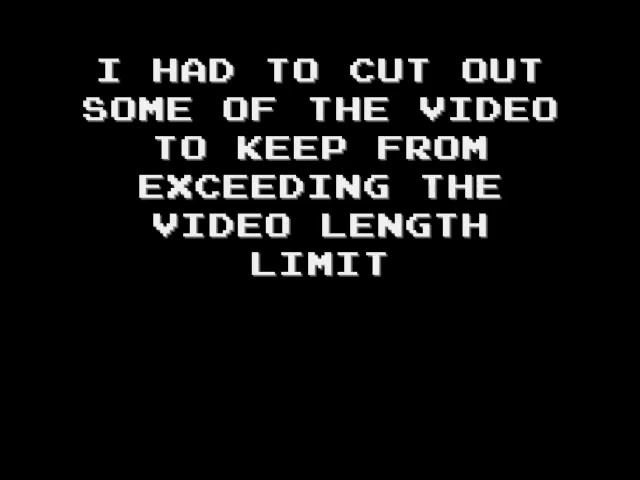 I HAD TO CUT OUT
SOME OF THE VIDEO
TO KEEP FROM
EXCEEDING THE
VIDEO LENGTH
LIMIT